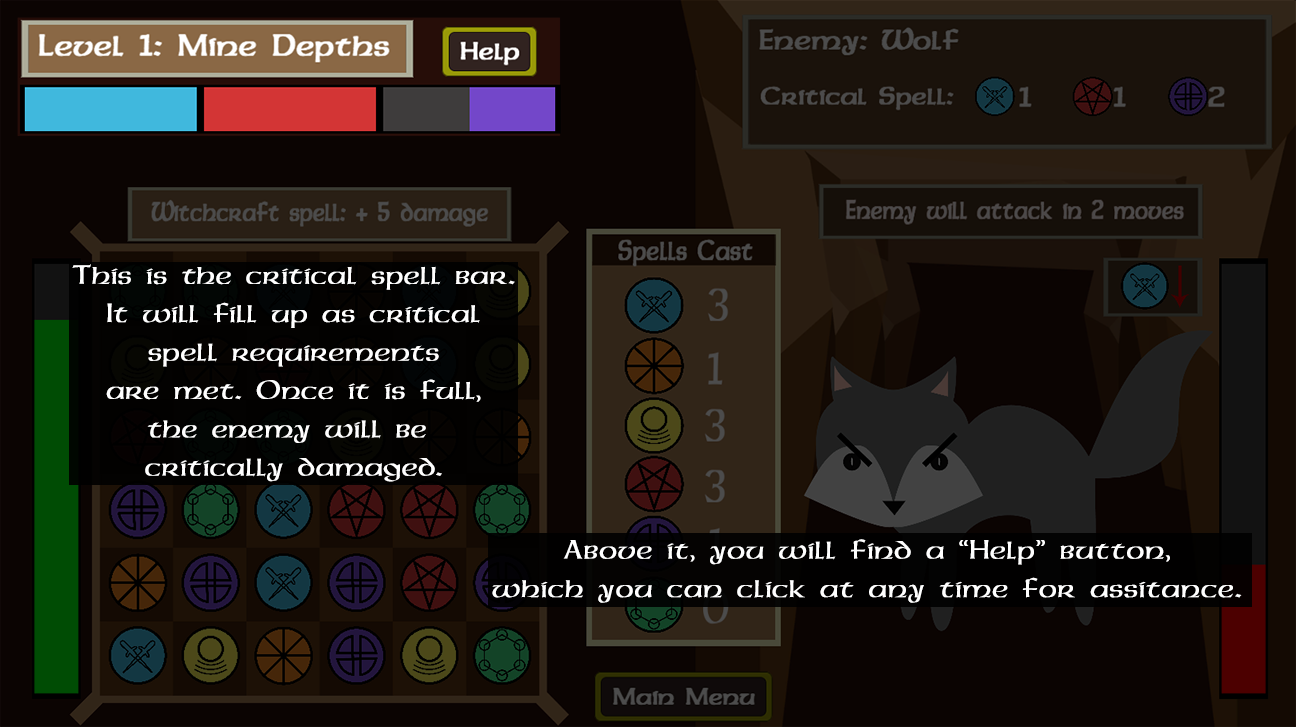 Level 1: Mine Depths
Help
Enemy: Wolf
Critical Spell: 1 1 2
Witchcraft spell: + 5 damage
Enemy will attack in 2 moves
Spells Cast
3
1
3
3
1
0
This is the critical spell bar.
It will fill up as critical
spell requirements
are met. Once it is full,
the enemy will be
critically damaged.
Above it, you will find a “Help” button,
which you can click at any time for assitance.
Main Menu